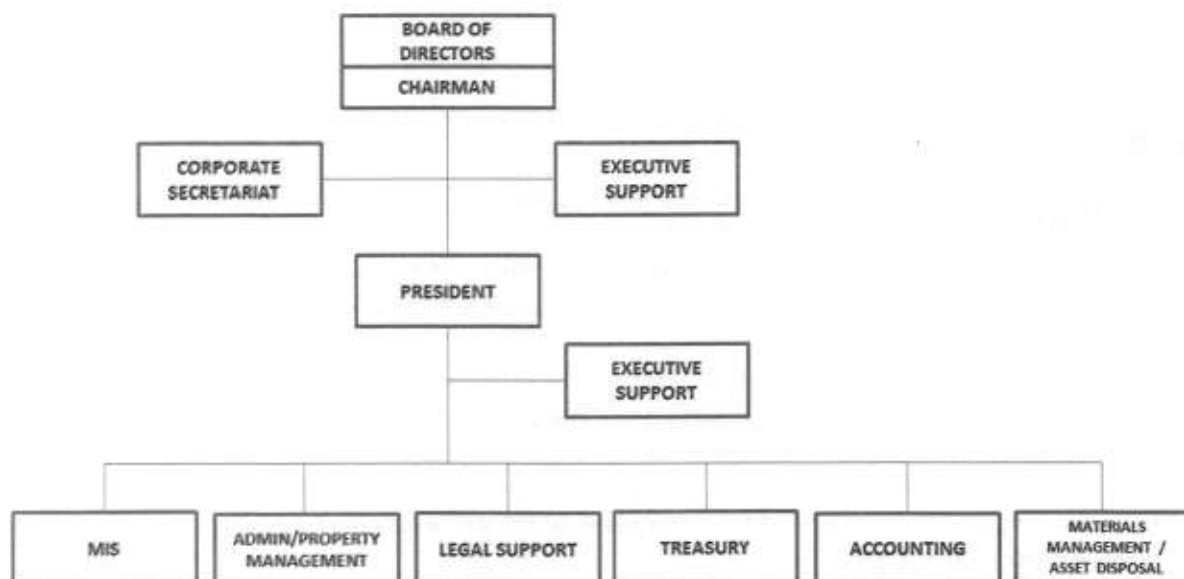 BOARD OF
DIRECTORS
CHAIRMAN
CORPORATE
SECRETARIAT
EXECUTIVE
SUPPORT
PRESIDENT
EXECUTIVE
SUPPORT
MIS
ADMIN/PROPERTY
MANAGEMENT
LEGAL SUPPORT
TREASURY
ACCOUNTING
MATERIALS
MANAGEMENT /
ASSET DISPOSAL